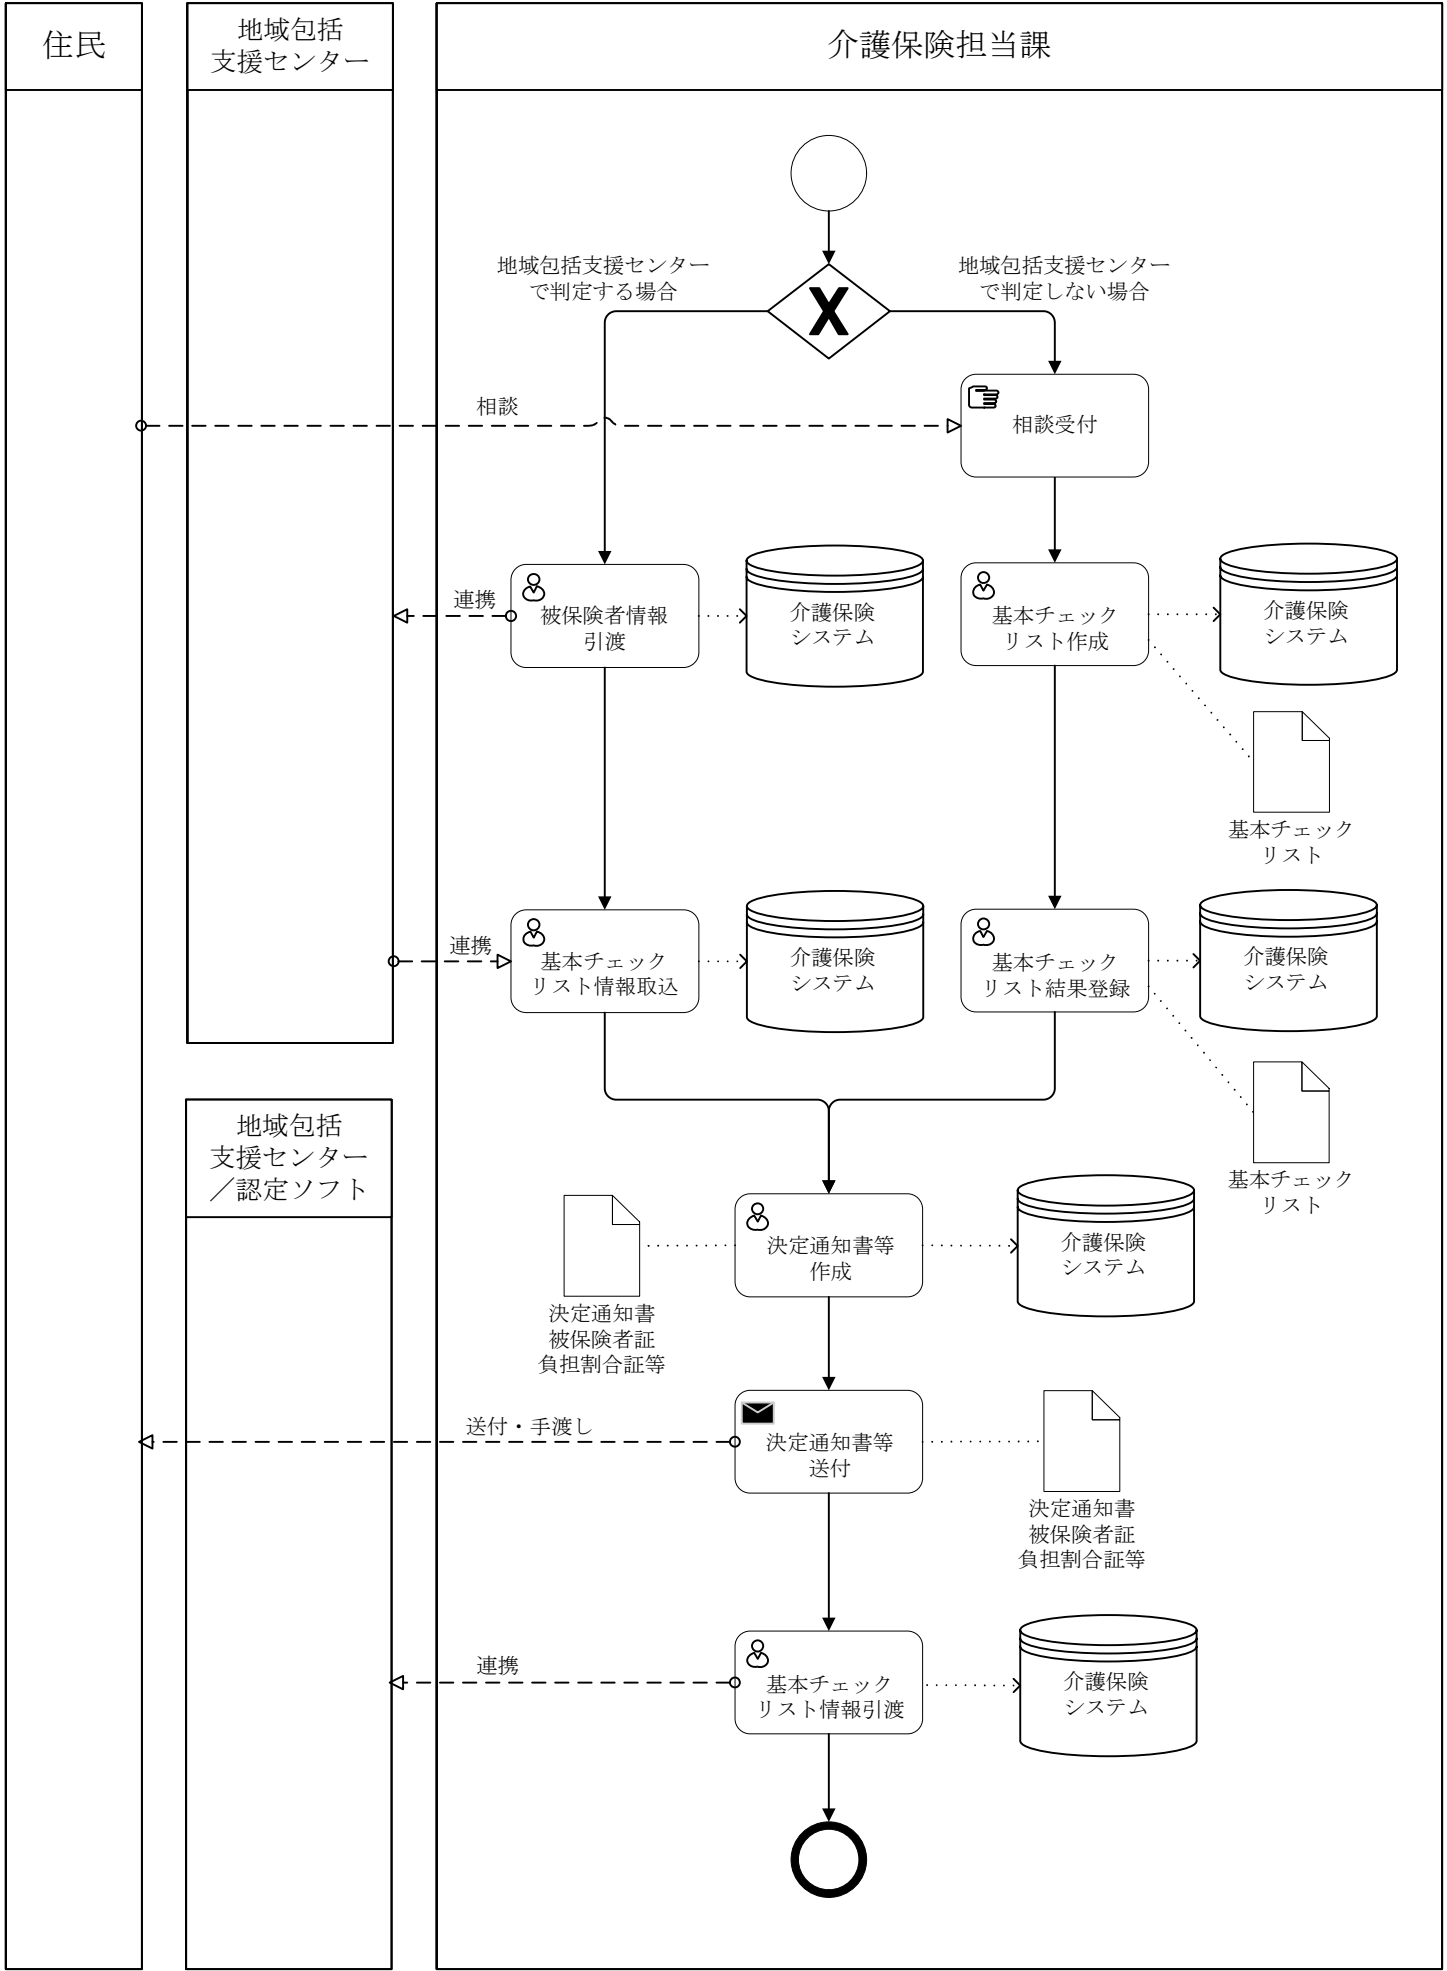 住民
地域包括
支援センター
介護保険担当課
地域包括支援センター
で判定する場合
地域包括支援センター
で判定しない場合
X
相談
相談受付
連携
被保険者情報
引渡
介護保険
システム
基本チェック
リスト作成
介護保険
システム
基本チェック
リスト
連携
基本チェック
リスト情報取込
介護保険
システム
基本チェック
リスト結果登録
介護保険
システム
基本チェック
リスト
地域包括
支援センター
／認定ソフト
決定通知書
被保険者証
負担割合証等
決定通知書等
作成
介護保険
システム
送付・手渡し
決定通知書等
送付
決定通知書
被保険者証
負担割合証等
連携
基本チェック
リスト情報引渡
介護保険
システム